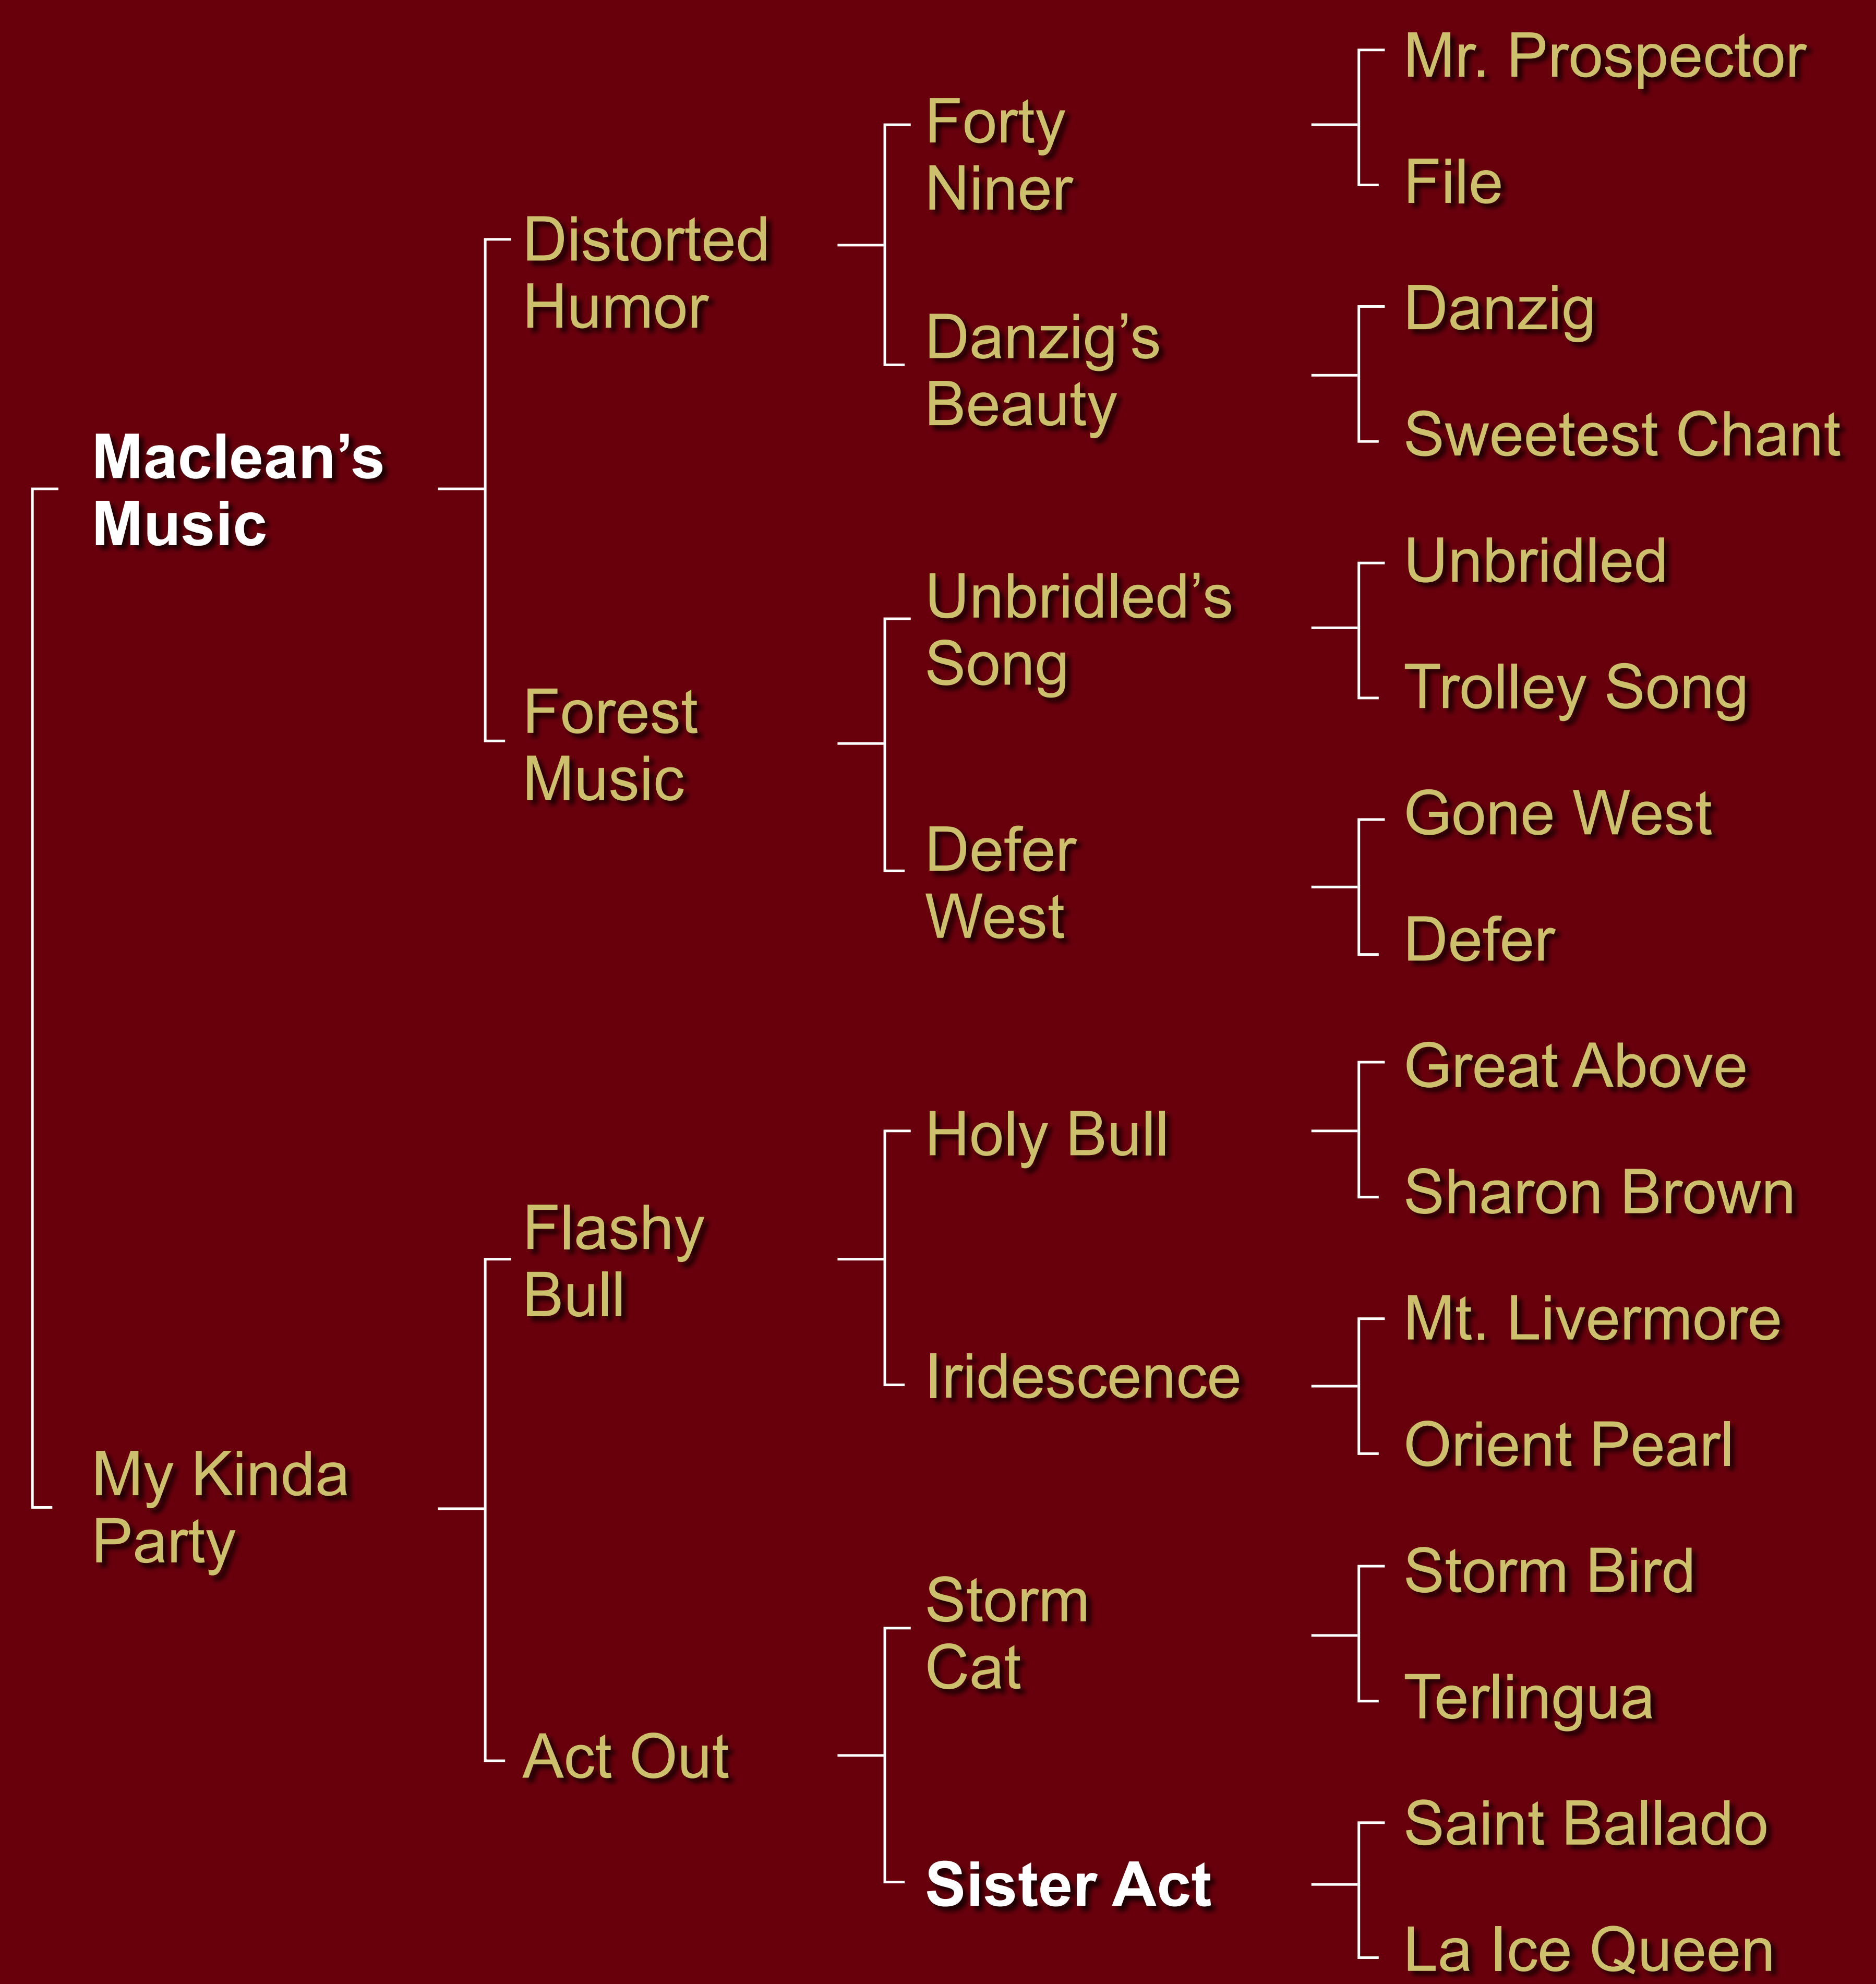 Maclean’s
Music
My Kinda
Party
Distorted
Humor
Forest
Music
Flashy
Bull
Act Out
Forty
Niner
Danzig’s
Beauty
Unbridled’s
Song
Defer
West
Holy Bull
Iridescence
Storm
Cat
Sister Act
Mr. Prospector
File
Danzig
Sweetest Chant
Unbridled
Trolley Song
Gone West
Defer
Great Above
Sharon Brown
Mt. Livermore
Orient Pearl
Storm Bird
Terlingua
Saint Ballado
La Ice Queen